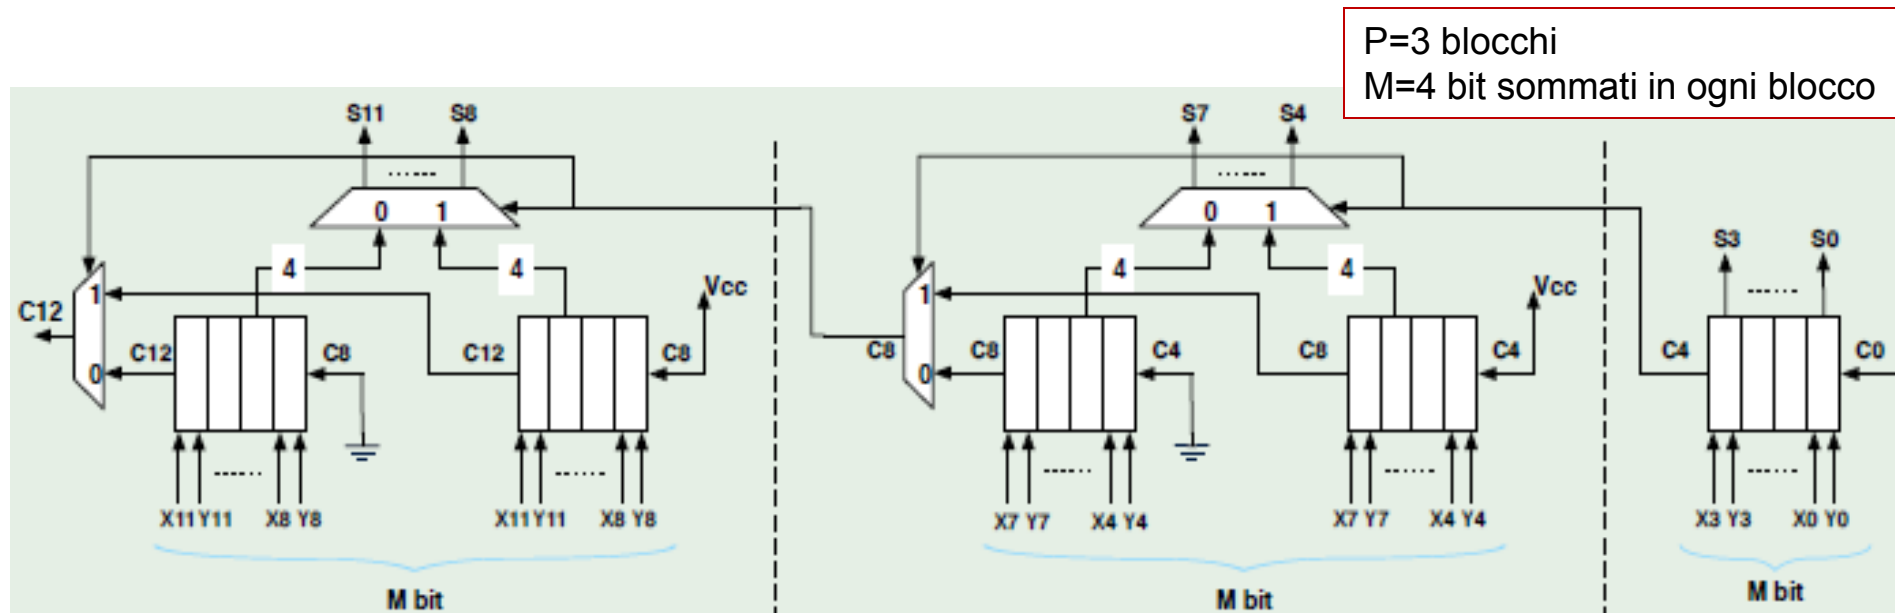 P=3 blocchi
M=4 bit sommati in ogni blocco
S11 S8 S7 S4
0 1 0 1
S3 S0
4 4 4 4
Vcc Vcc
1 1
C12 C12 C8 C12 C8 C8 C8 C4 C8 C4 C4 C0
0 0
X11 Y11 X8 Y8 X11 Y11 X8 Y8 X7 Y7 X4 Y4 X7 Y7 X4 Y4 X3 Y3 X0 Y0
M bit M bit M bit